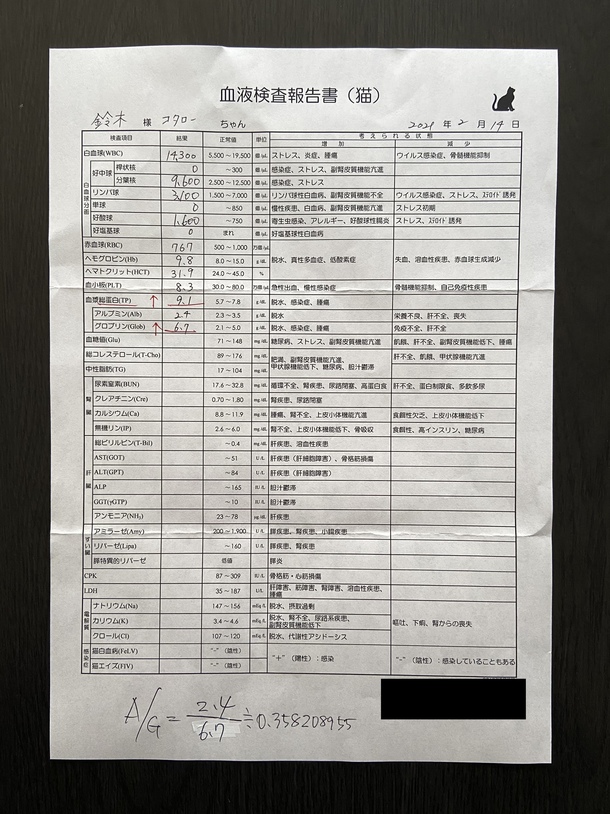 血液検査報告書（猫）
鈴木 様 コタロー ちゃん 2021 年 2 月 19 日
検査項目 結果 正常値 単位 考えられる状態
増加 減少
白血球(WBC) 14,300 5,500～19,500 個/μL ストレス、炎症、腫瘍 ウイルス感染症、骨髄機能抑制
白血球分画
好中球 桿状核 0 ～300 個/μL 感染症、ストレス、副腎皮質機能亢進
分葉核 9,600 2,500～12,500 個/μL 感染症、ストレス
リンパ球 3,100 1,500～7,000 個/μL リンパ球性白血病、副腎皮質機能不全 ウイルス感染症、ストレス、ステロイド誘発
単球 0 ～850 個/μL 慢性疾患、白血病、副腎皮質機能亢進 ストレス初期
好酸球 1,600 ～750 個/μL 寄生虫感染、アレルギー、好酸球性腸炎 ストレス、ステロイド誘発
好塩基球 0 まれ 個/μL 好塩基球性白血病
赤血球(RBC) 767 500～1,000 万個/μL 脱水、真性多血症、低酸素症 失血、溶血性疾患、赤血球生成減少
ヘモグロビン(Hb) 9.8 8.0～15.0 g/dL
ヘマトクリット(HCT) 31.9 24.0～45.0 %
血小板(PLT) 8.3 30.0～80.0 万個/μL 急性出血、慢性感染症 骨髄機能抑制、自己免疫性疾患
血漿総蛋白(TP) ↑ 9.1 5.7～7.8 g/dL 脱水、感染症、腫瘍
アルブミン(Alb) 2.4 2.3～3.5 g/dL 脱水 栄養不良、肝不全、喪失
グロブリン(Glob) ↑ 6.7 2.1～5.0 g/dL 感染症、腫瘍 免疫不全、肝不全
血糖値(Glu) 71～148 mg/dL 糖尿病、ストレス、副腎皮質機能亢進 飢餓、肝不全、副腎皮質機能低下、腫瘍
総コレステロール(T-Cho) 89～176 mg/dL 肥満、副腎皮質機能亢進、甲状腺機能低下、糖尿病、胆汁鬱滞 肝不全、飢餓、甲状腺機能亢進
中性脂肪(TG) 17～104 mg/dL
腎臓
尿素窒素(BUN) 17.6～32.8 mg/dL 循環不全、腎疾患、尿路閉塞、高蛋白食 肝不全、蛋白制限食、多飲多尿
クレアチニン(Cre) 0.70～1.80 mg/dL 腎疾患、尿路閉塞
カルシウム(Ca) 8.8～11.9 mg/dL 腫瘍、腎不全、上皮小体機能亢進 食餌性欠乏、上皮小体機能低下
無機リン(IP) 2.6～6.0 mg/dL 腎不全、上皮小体機能低下、骨吸収 食餌性、高インスリン、糖尿病
肝臓
総ビリルビン(T-Bil) ～0.4 mg/dL 肝疾患、溶血性疾患
AST(GOT) ～51 U/L 肝疾患（肝細胞障害）、骨格筋損傷
ALT(GPT) ～84 U/L 肝疾患（肝細胞障害）
ALP ～165 IU/L 胆汁鬱滞
GGT(γGTP) ～10 IU/L 胆汁鬱滞
アンモニア(NH₃) 23～78 μg/dL 肝疾患
すい臓
アミラーゼ(Amy) 200～1,900 U/L 膵疾患、腎疾患、小腸疾患
リパーゼ(Lipa) ～160 U/L 膵疾患、腎疾患
膵特異的リパーゼ 低値 膵炎
CPK 87～309 IU/L 骨格筋・心筋損傷
LDH 35～187 U/L 肝障害、筋障害、腎障害、溶血性疾患、腫瘍
電解質
ナトリウム(Na) 147～156 mEq/L 脱水、摂取過剰 嘔吐、下痢、腎からの喪失
カリウム(K) 3.4～4.6 mEq/L 脱水、腎不全、尿路系疾患、副腎皮質機能低下
クロール(Cl) 107～120 mEq/L 脱水、代謝性アシドーシス
感染症
猫白血病(FeLV) "-"（陰性） "+"（陽性）：感染 "-"（陰性）：感染していることもある
猫エイズ(FIV) "-"（陰性）
A/G = 2.4/6.7 ≒ 0.358208955